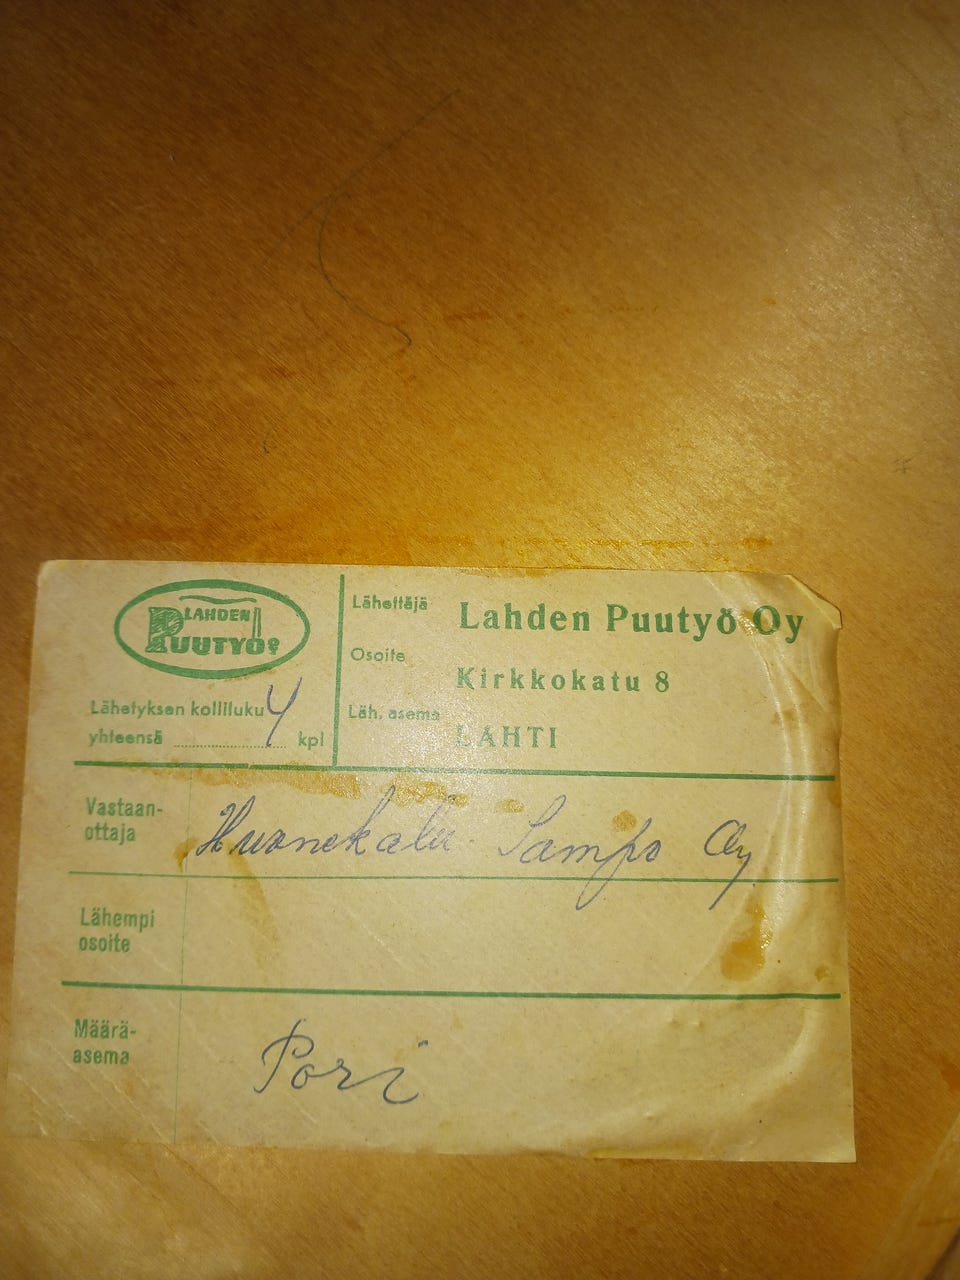 LAHDEN
PUUTYÖ OY
Lähetyksen kolliluku
yhteensä 4 kpl
Lähettäjä Lahden Puutyö Oy
Osoite Kirkkokatu 8
Läh. asema LAHTI
Vastaan-
ottaja Huonekalu-Sampo Oy
Lähempi
osoite
Määrä-
asema Pori